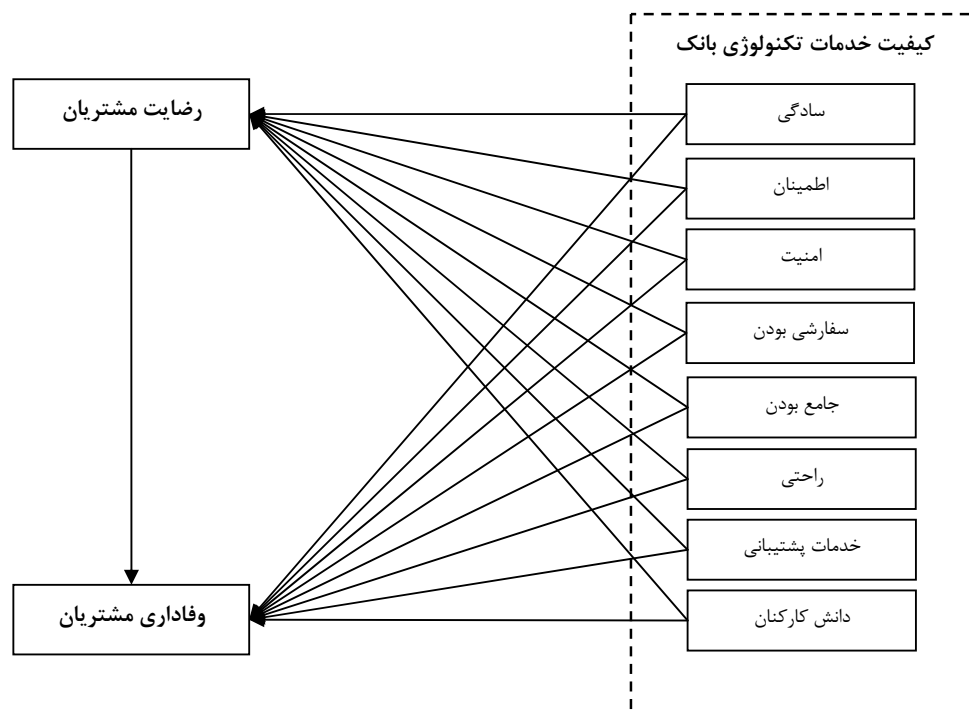 کیفیت خدمات تکنولوژی بانک
رضایت مشتریان
سادگی
اطمینان
امنیت
سفارشی بودن
جامع بودن
راحتی
خدمات پشتیبانی
وفاداری مشتریان
دانش کارکنان